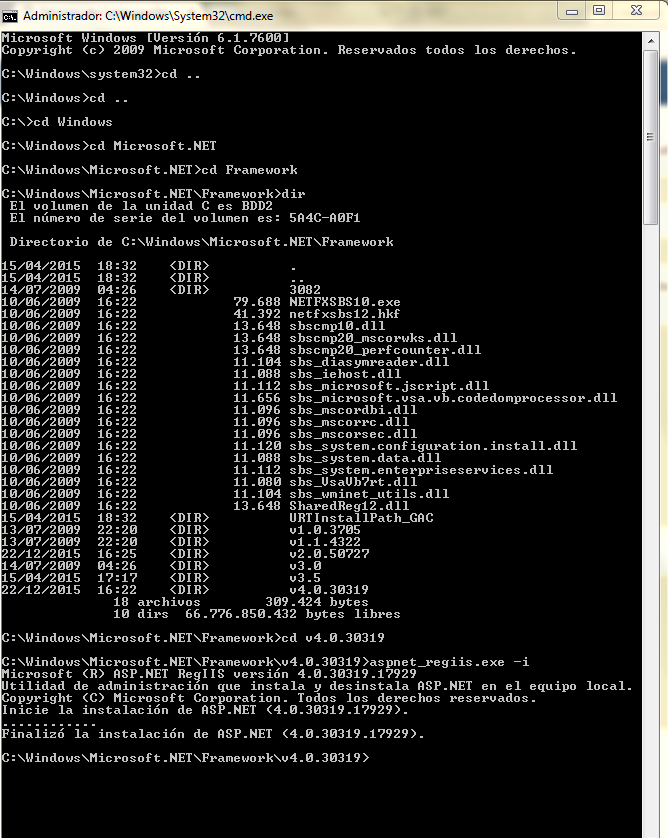 Administrador: C:\Windows\System32\cmd.exe
Microsoft Windows [Versión 6.1.7600]
Copyright (c) 2009 Microsoft Corporation. Reservados todos los derechos.
C:\Windows\system32>cd ..
C:\Windows>cd ..
C:\>cd Windows
C:\Windows>cd Microsoft.NET
C:\Windows\Microsoft.NET>cd Framework
C:\Windows\Microsoft.NET\Framework>dir
El volumen de la unidad C es BDD2
El número de serie del volumen es: 5A4C-A0F1
Directorio de C:\Windows\Microsoft.NET\Framework
15/04/2015  18:32    <DIR>          .
15/04/2015  18:32    <DIR>          ..
14/07/2009  04:26    <DIR>          3082
10/06/2009  16:22            79.688 NETFXSBS10.exe
10/06/2009  16:22            41.392 netfxsbs12.hkf
10/06/2009  16:22            13.648 sbscmp10.dll
10/06/2009  16:22            13.648 sbscmp20_mscorwks.dll
10/06/2009  16:22            13.648 sbscmp20_perfcounter.dll
10/06/2009  16:22            11.104 sbs_diasymreader.dll
10/06/2009  16:22            11.088 sbs_iehost.dll
10/06/2009  16:22            11.112 sbs_microsoft.jscript.dll
10/06/2009  16:22            11.656 sbs_microsoft.vsa.vb.codedomprocessor.dll
10/06/2009  16:22            11.096 sbs_mscordbi.dll
10/06/2009  16:22            11.096 sbs_mscorrc.dll
10/06/2009  16:22            11.096 sbs_mscorsec.dll
10/06/2009  16:22            11.120 sbs_system.configuration.install.dll
10/06/2009  16:22            11.088 sbs_system.data.dll
10/06/2009  16:22            11.112 sbs_system.enterpriseservices.dll
10/06/2009  16:22            11.080 sbs_VsaVb7rt.dll
10/06/2009  16:22            11.104 sbs_wminet_utils.dll
10/06/2009  16:22            13.648 SharedReg12.dll
15/04/2015  18:32    <DIR>          URTInstallPath_GAC
13/07/2009  22:20    <DIR>          v1.0.3705
13/07/2009  22:20    <DIR>          v1.1.4322
22/12/2015  16:25    <DIR>          v2.0.50727
14/07/2009  04:26    <DIR>          v3.0
15/04/2015  17:17    <DIR>          v3.5
22/12/2015  16:22    <DIR>          v4.0.30319
18 archivos        309.424 bytes
10 dirs  66.776.850.432 bytes libres
C:\Windows\Microsoft.NET\Framework>cd v4.0.30319
C:\Windows\Microsoft.NET\Framework\v4.0.30319>aspnet_regiis.exe -i
Microsoft (R) ASP.NET RegIIS versión 4.0.30319.17929
Utilidad de administración que instala y desinstala ASP.NET en el equipo local.
Copyright (C) Microsoft Corporation. Todos los derechos reservados.
Inicie la instalación de ASP.NET (4.0.30319.17929).
............
Finalizó la instalación de ASP.NET (4.0.30319.17929).
C:\Windows\Microsoft.NET\Framework\v4.0.30319>